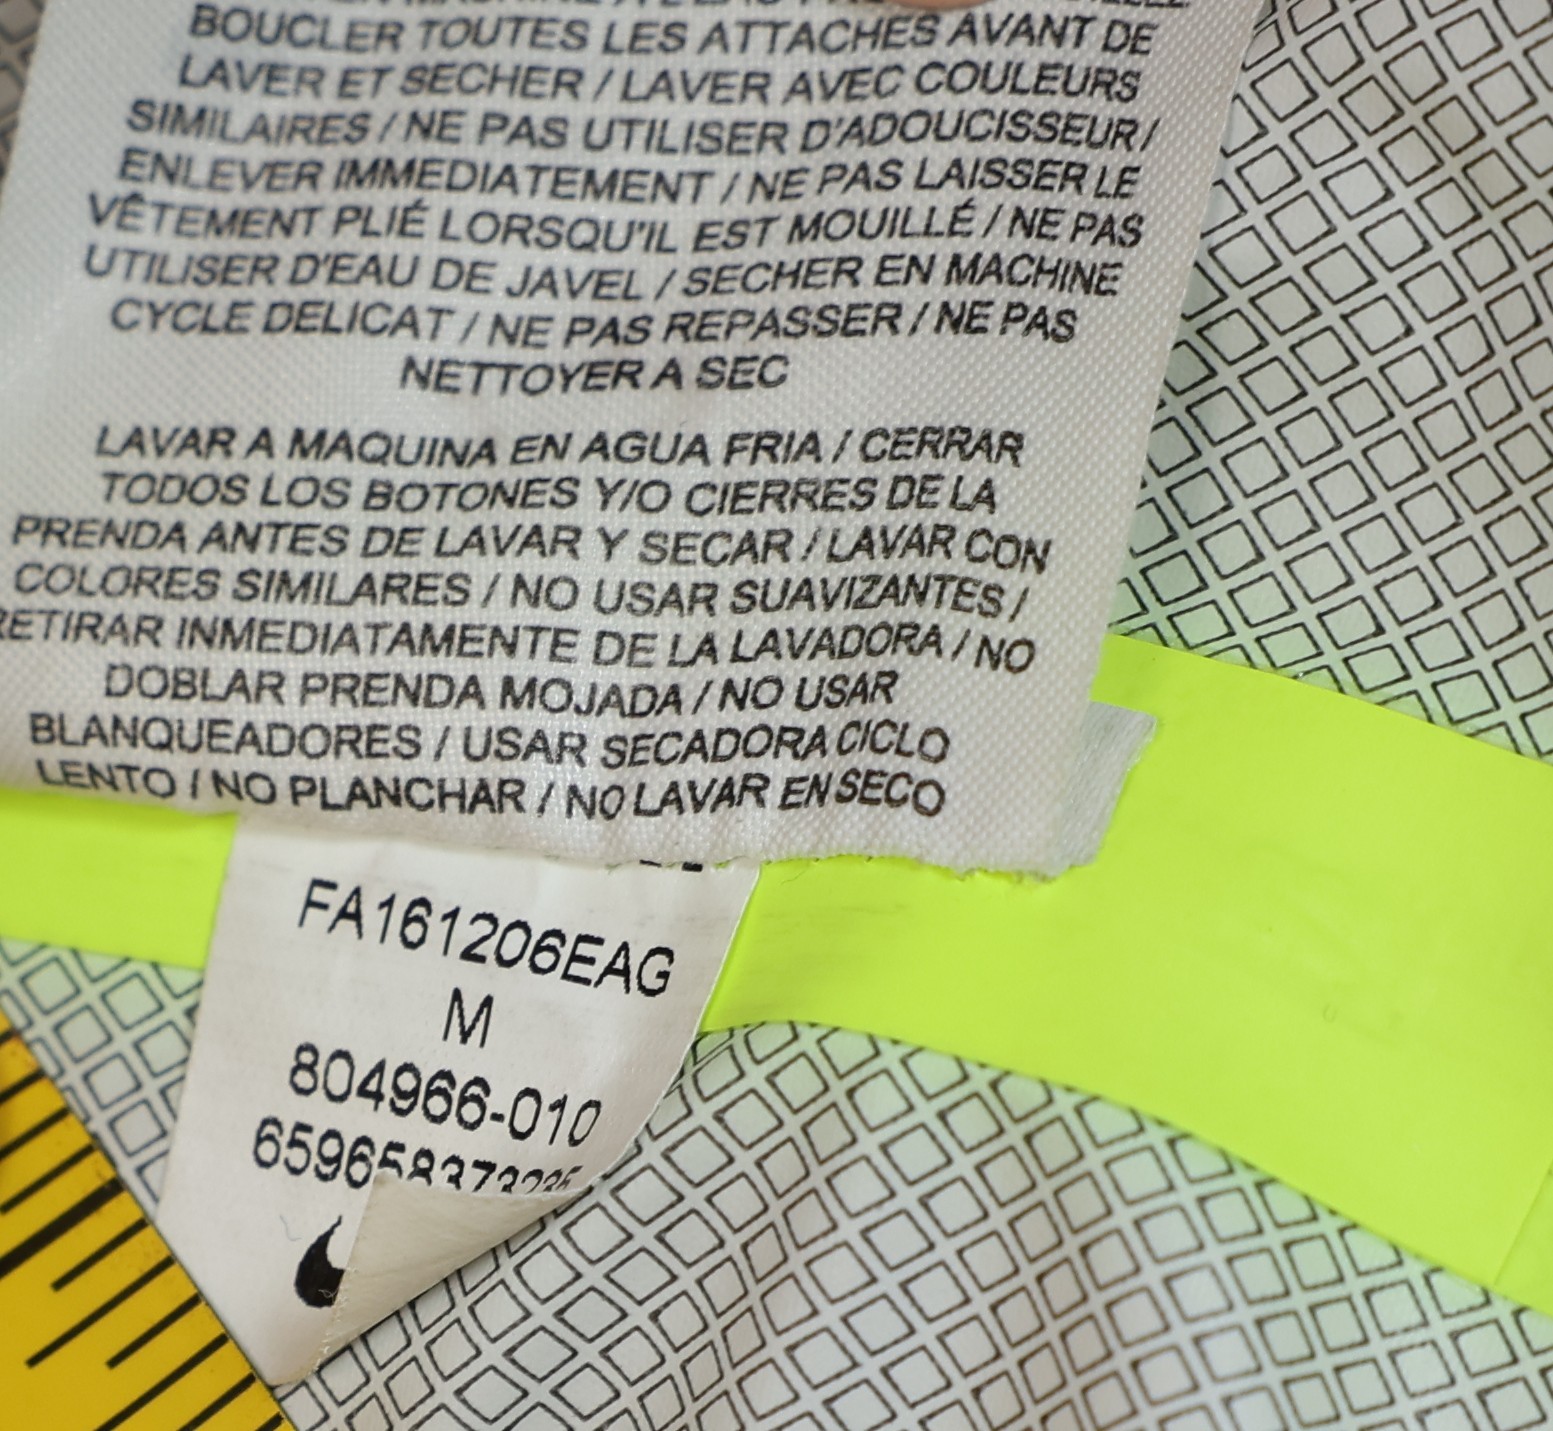 BOUCLER TOUTES LES ATTACHES AVANT DE
LAVER ET SECHER / LAVER AVEC COULEURS
SIMILAIRES / NE PAS UTILISER D'ADOUCISSEUR /
ENLEVER IMMEDIATEMENT / NE PAS LAISSER LE
VÊTEMENT PLIÉ LORSQU'IL EST MOUILLÉ / NE PAS
UTILISER D'EAU DE JAVEL / SECHER EN MACHINE
CYCLE DELICAT / NE PAS REPASSER / NE PAS
NETTOYER A SEC
LAVAR A MAQUINA EN AGUA FRIA / CERRAR
TODOS LOS BOTONES Y/O CIERRES DE LA
PRENDA ANTES DE LAVAR Y SECAR / LAVAR CON
COLORES SIMILARES / NO USAR SUAVIZANTES /
RETIRAR INMEDIATAMENTE DE LA LAVADORA / NO
DOBLAR PRENDA MOJADA / NO USAR
BLANQUEADORES / USAR SECADORA CICLO
LENTO / NO PLANCHAR / NO LAVAR EN SECO
FA161206EAG
M
804966-010